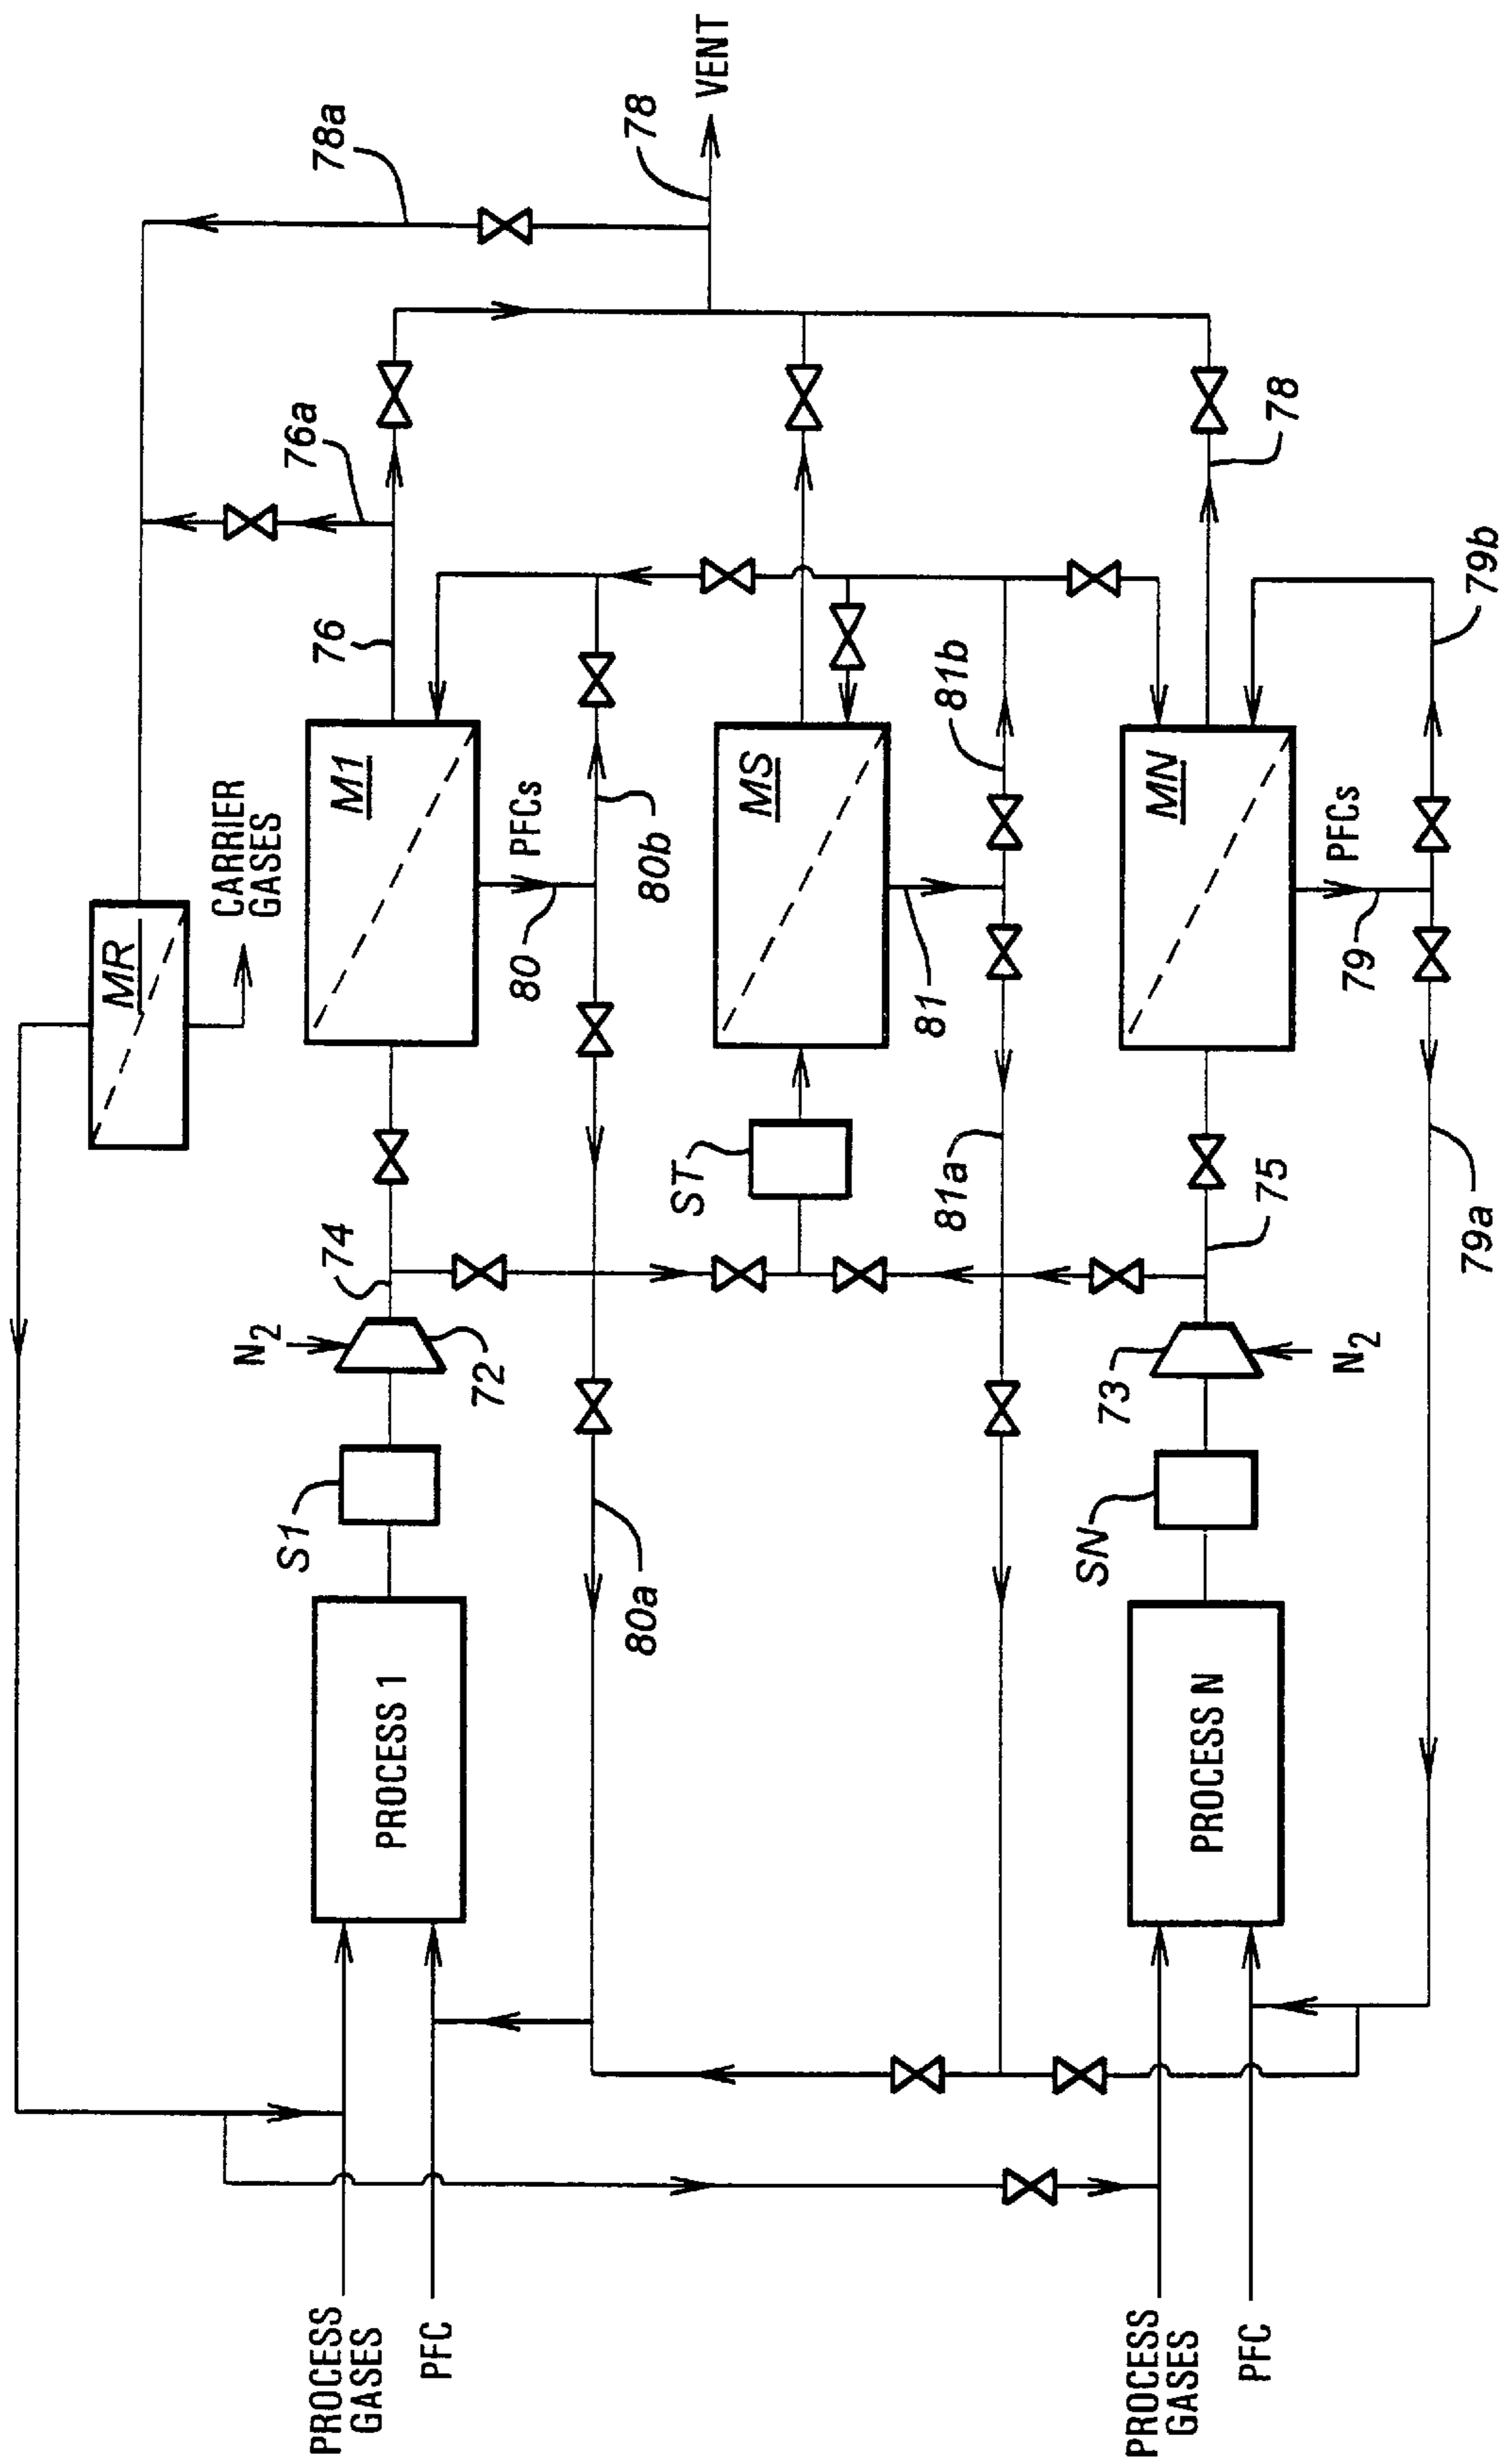 VENT
78
78a
76a
76
78
79b
M1
PFCs
80b
80
MS
81b
81
MN
PFCs
79
MR
CARRIER
GASES
74
N2
72
S1
ST
81a
75
79a
73
N2
SN
80a
PROCESS 1
PROCESS N
PROCESS
GASES
PFC
PROCESS
GASES
PFC